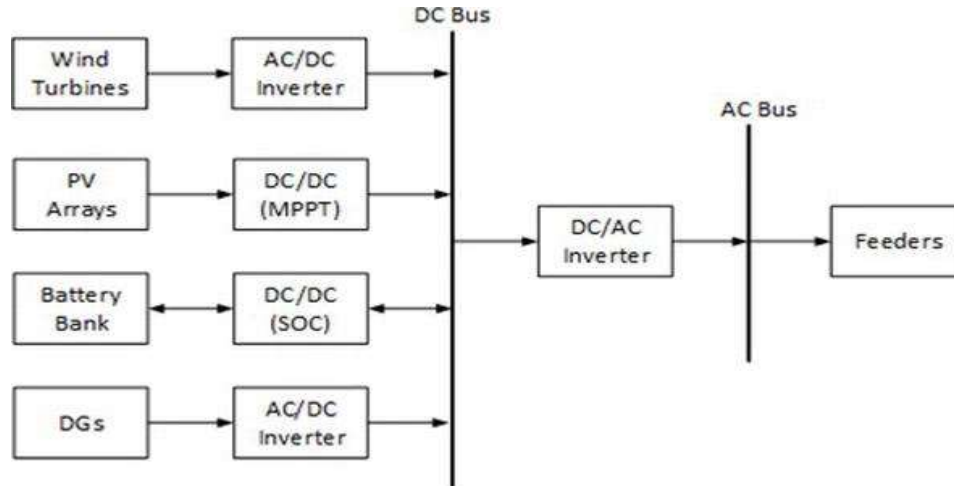 DC Bus
Wind
Turbines
AC/DC
Inverter
AC Bus
PV
Arrays
DC/DC
(MPPT)
DC/AC
Inverter
Feeders
Battery
Bank
DC/DC
(SOC)
DGs
AC/DC
Inverter